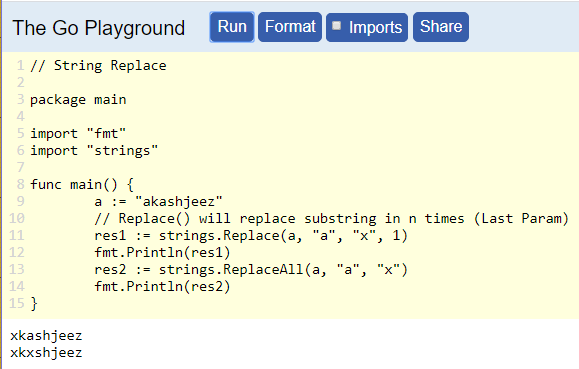 The Go Playground Run Format Imports Share
1 // String Replace
2
3 package main
4
5 import "fmt"
6 import "strings"
7
8 func main() {
9         a := "akashjeez"
10         // Replace() will replace substring in n times (Last Param)
11         res1 := strings.Replace(a, "a", "x", 1)
12         fmt.Println(res1)
13         res2 := strings.ReplaceAll(a, "a", "x")
14         fmt.Println(res2)
15 }
xkashjeez
xkxshjeez